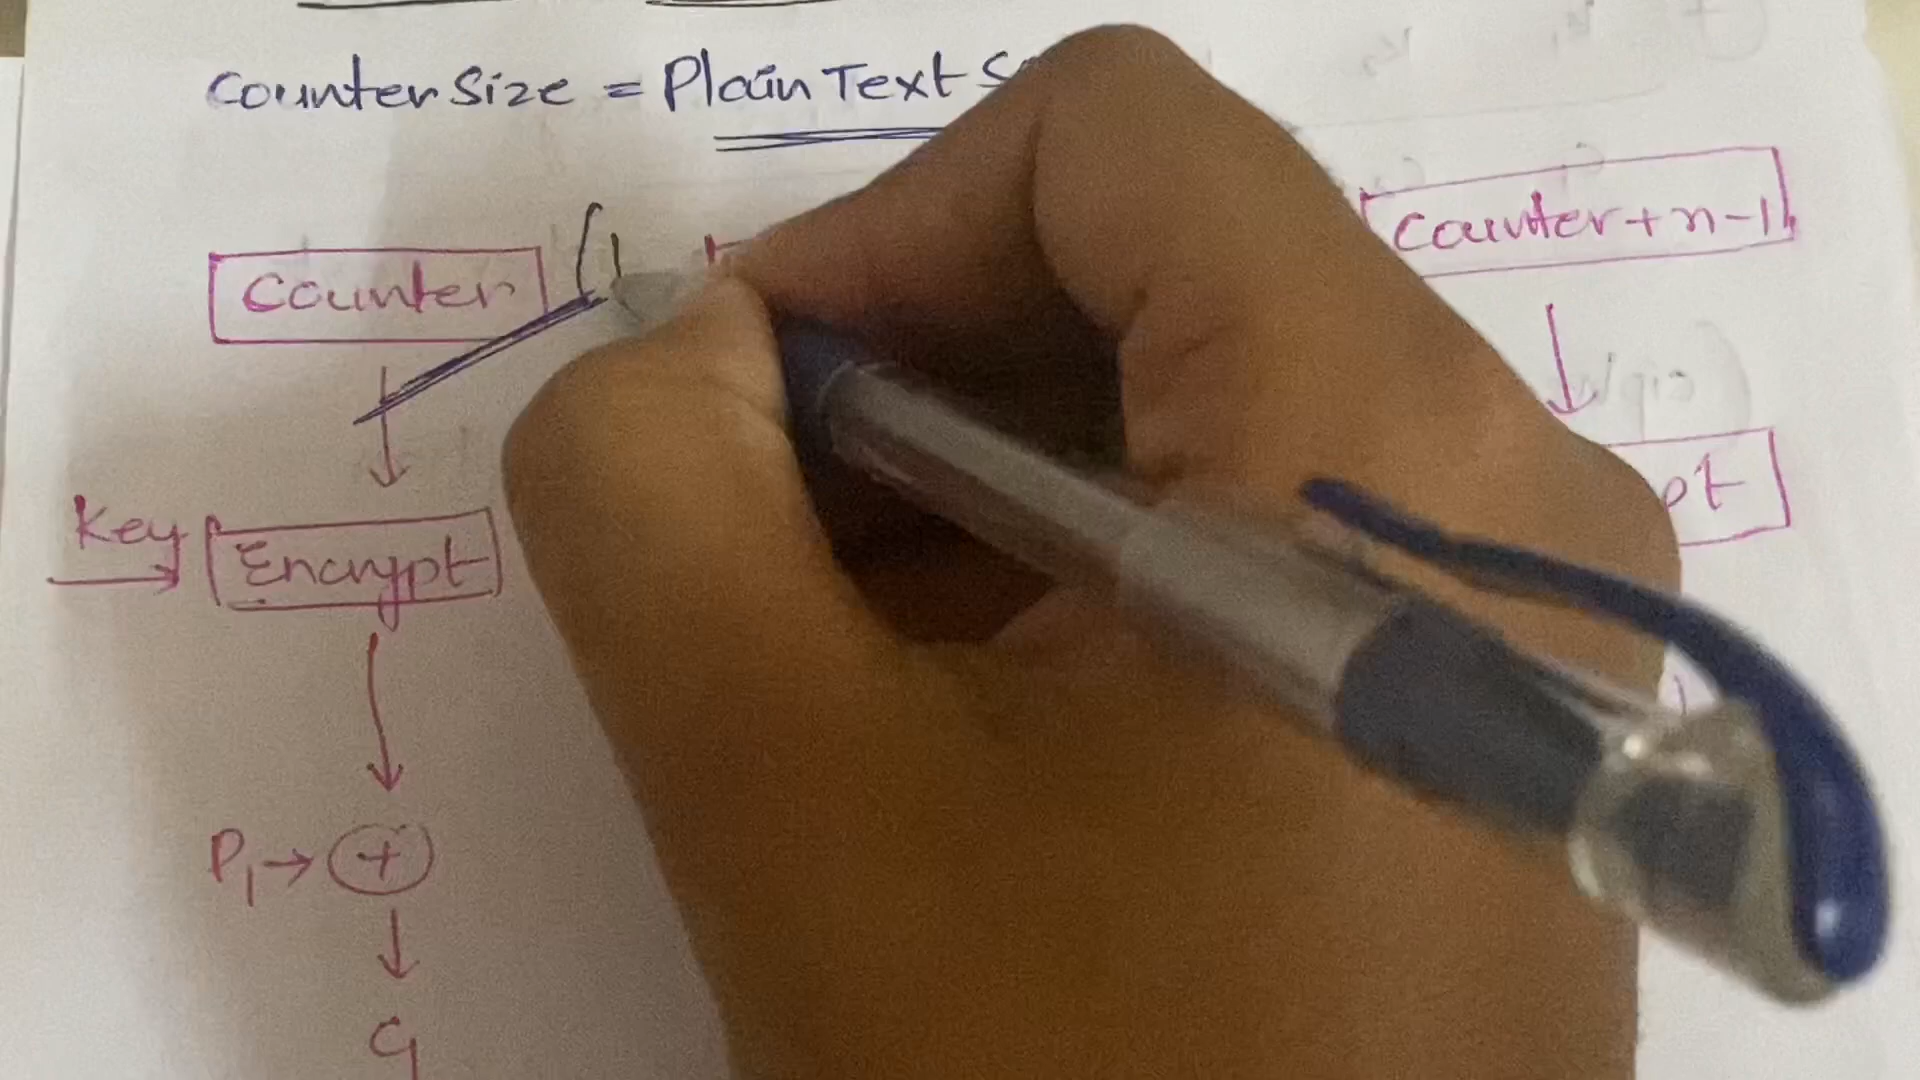 Counter Size = Plain Text
Counter
Counter + n - 1
Key
Encrypt
pt
P1 → +
C1